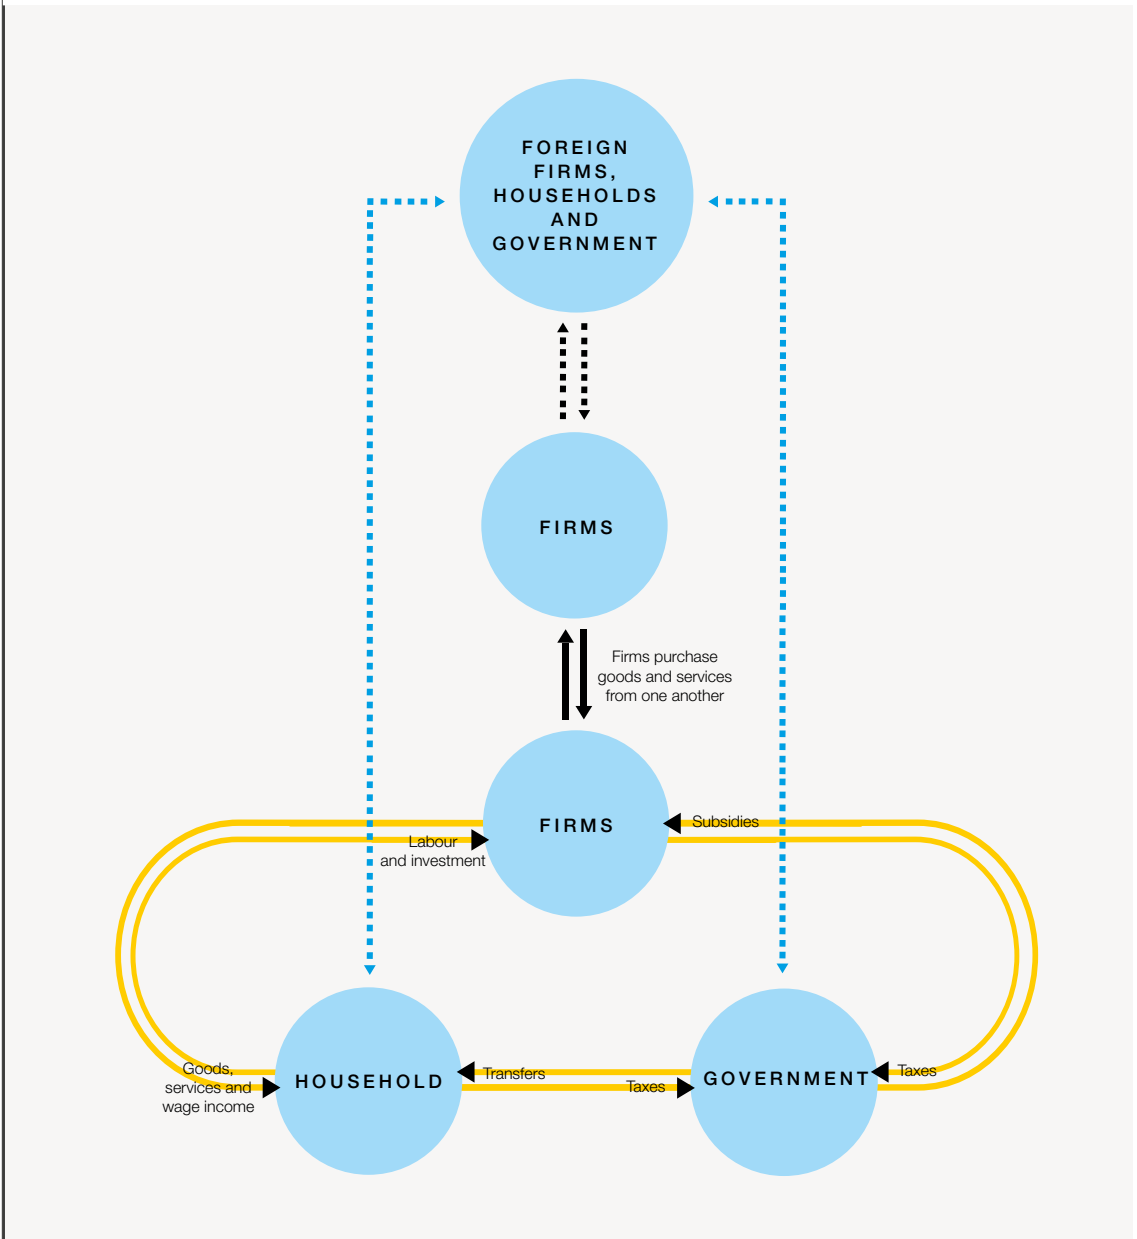 FOREIGN
FIRMS,
HOUSEHOLDS
AND
GOVERNMENT
FIRMS
Firms purchase
goods and services
from one another
FIRMS
Subsidies
Labour
and investment
Goods,
services and
wage income
HOUSEHOLD
Transfers
Taxes
GOVERNMENT
Taxes